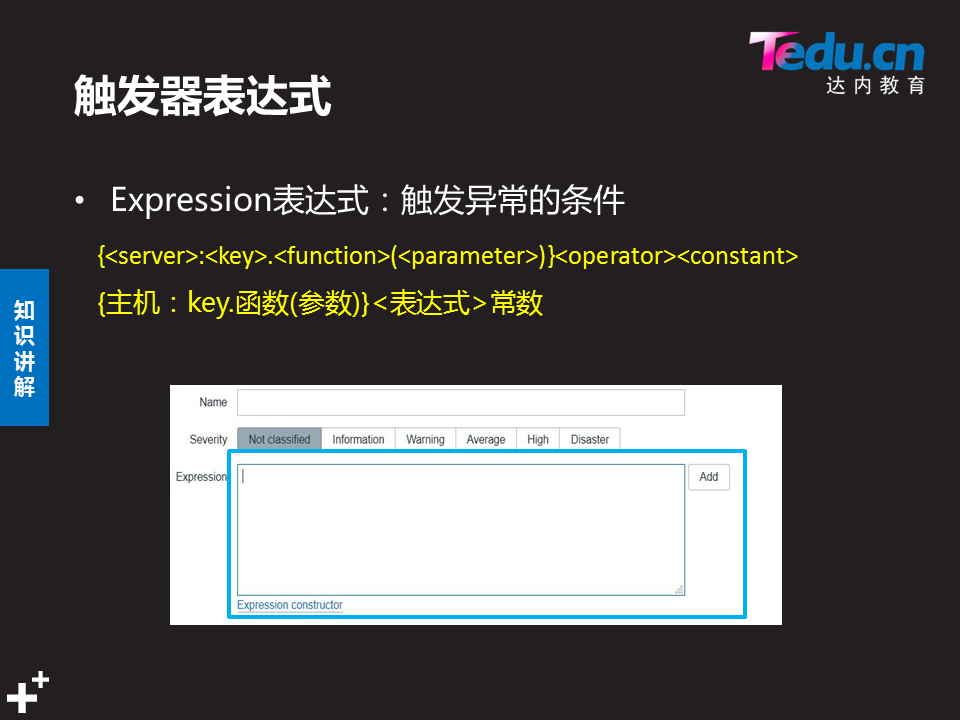 Tedu.cn
达内教育
触发器表达式
• Expression表达式：触发异常的条件
{<server>:<key>.<function>(<parameter>)}<operator><constant>
{主机：key.函数(参数)}<表达式>常数
知识讲解
Name
Severity Not classified Information Warning Average High Disaster
Expression Add
Expression constructor